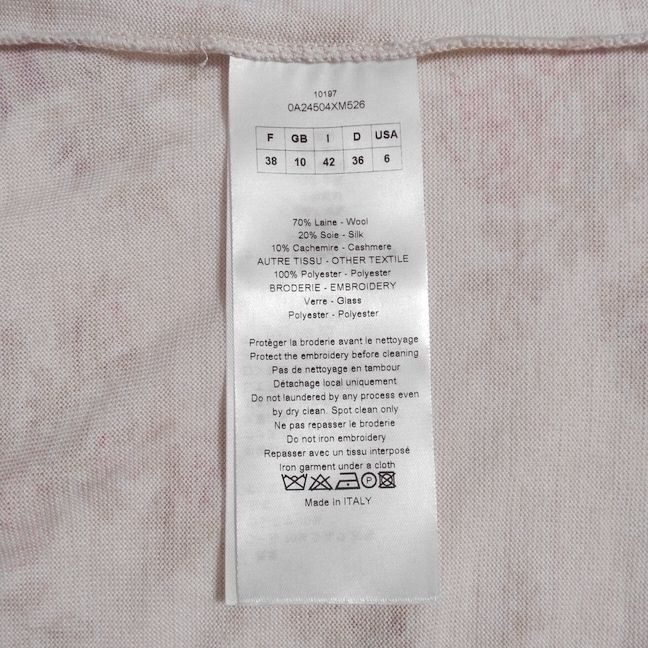 10197
0A24504XM526
F GB I D USA
38 10 42 36 6
70% Laine - Wool
20% Soie - Silk
10% Cachemire - Cashmere
AUTRE TISSU - OTHER TEXTILE
100% Polyester - Polyester
BRODERIE - EMBROIDERY
Verre - Glass
Polyester - Polyester
Protéger la broderie avant le nettoyage
Protect the embroidery before cleaning
Pas de nettoyage en tambour
Détachage local uniquement
Do not laundered by any process even
by dry clean. Spot clean only
Ne pas repasser le broderie
Do not iron embroidery
Repasser avec un tissu interposé
Iron garment under a cloth
P
Made in ITALY